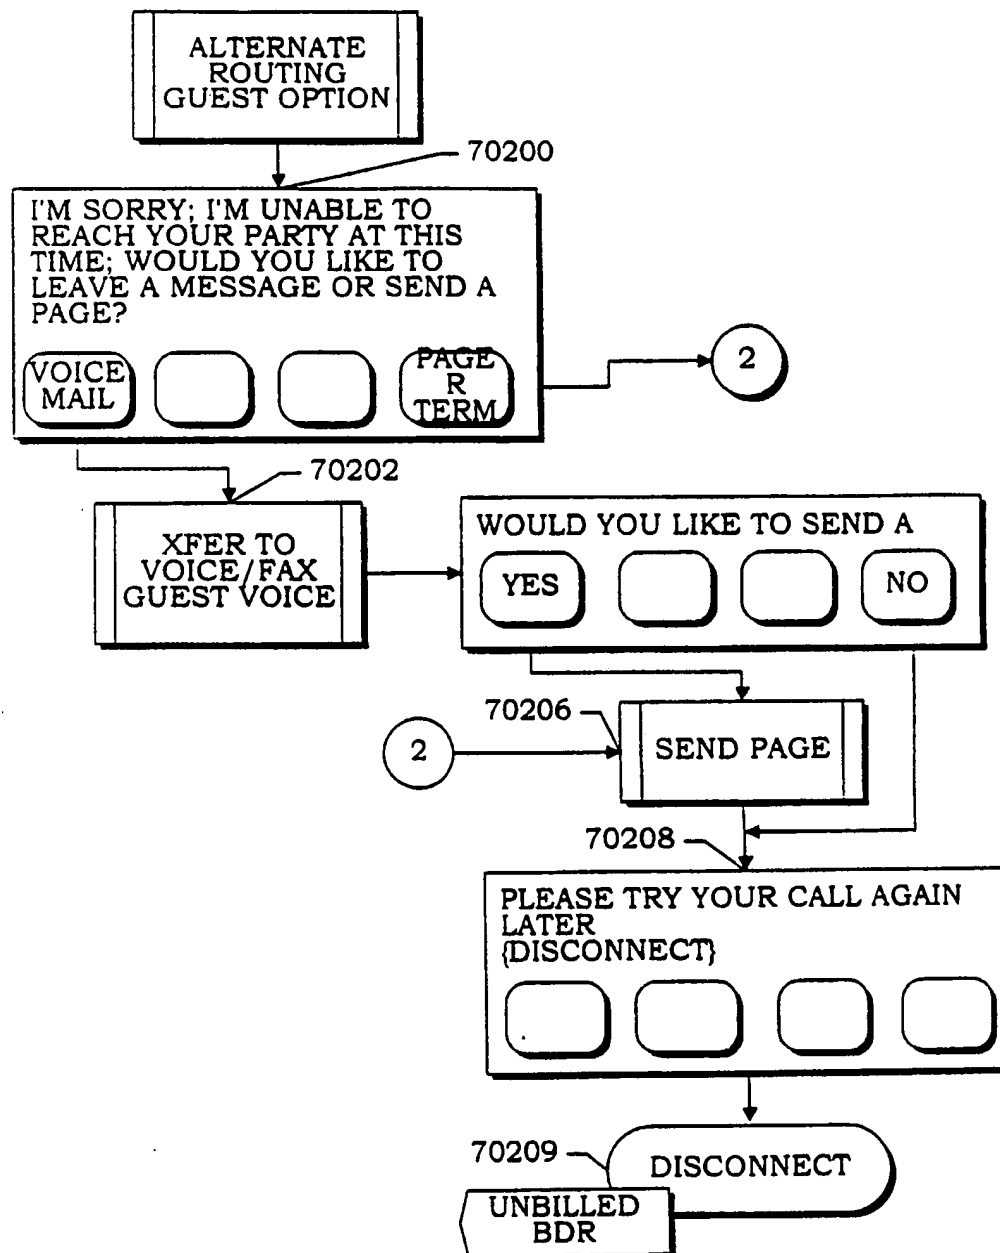 ALTERNATE
ROUTING
GUEST OPTION
70200
I'M SORRY; I'M UNABLE TO
REACH YOUR PARTY AT THIS
TIME; WOULD YOU LIKE TO
LEAVE A MESSAGE OR SEND A
PAGE?
VOICE
MAIL
PAGE
R
TERM
2
70202
XFER TO
VOICE/FAX
GUEST VOICE
WOULD YOU LIKE TO SEND A
YES
NO
70206
2
SEND PAGE
70208
PLEASE TRY YOUR CALL AGAIN
LATER
{DISCONNECT}
70209
DISCONNECT
UNBILLED
BDR